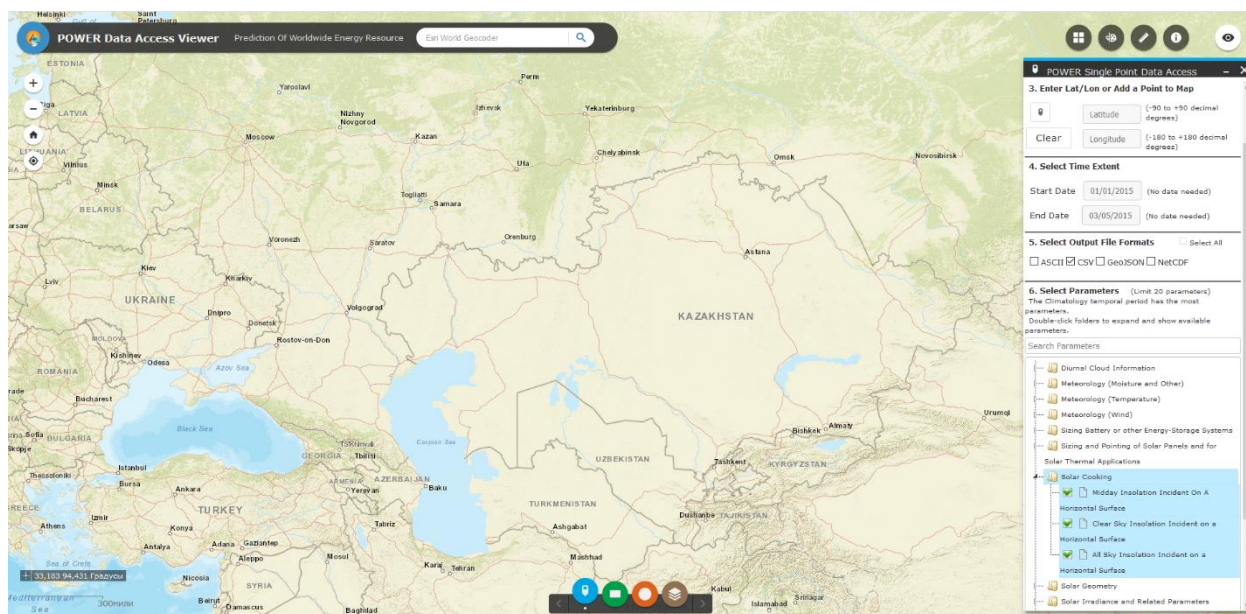 POWER Data Access Viewer Prediction Of Worldwide Energy Resource Esri World Geocoder
Helsinki
Saint Petersburg
Gulf of
ESTONIA
Riga
LATVIA
LITHUANIA
Vilnius
Minsk
BELARUS
Yaroslavl
Nizhny Novgorod
Moscow
Kazan
Perm
Izhevsk
Yekaterinburg
Ufa
Chelyabinsk
Omsk
Novosibirsk
Togliatti
Samara
Orenburg
Voronezh
Saratov
Astana
Kiev
Kharkiv
Lviv
UKRAINE
Dnipro
Donetsk
Volgograd
KAZAKHSTAN
MOLDOVA
Kishinev
Odesa
Rostov-on-Don
Azov Sea
ROMANIA
Bucharest
Black Sea
Sofia
BULGARIA
Skopje
GEORGIA
Tbilisi
Caspian Sea
Urumqi
Bishkek
Almaty
UZBEKISTAN
Tashkent
KYRGYZSTAN
Thessaloniki
Istanbul
Bursa
Ankara
ARMENIA
AZERBAIJAN
Yerevan
Baku
TURKMENISTAN
Dushanbe
TAJIKISTAN
GREECE
Athens
Izmir
TURKEY
Konya
Ashgabat
Tabriz
Antalya
Adana
Gaziantep
Aleppo
Mosul
Karaj
Tehran
Mashhad
Kabul
Sea of Crete
33,183 94,431 Градусы
Nicosia
SYRIA
Mediterranean Sea
300мили
Beirut
Damascus
Baghdad
Islamabad
Srinagar
POWER Single Point Data Access
3. Enter Lat/Lon or Add a Point to Map
Latitude (-90 to +90 decimal degrees)
Clear Longitude (-180 to +180 decimal degrees)
4. Select Time Extent
Start Date 01/01/2015 (No date needed)
End Date 03/05/2015 (No date needed)
5. Select Output File Formats Select All
ASCII CSV GeoJSON NetCDF
6. Select Parameters (Limit 20 parameters)
The Climatology temporal period has the most
parameters.
Double-click folders to expand and show available
parameters.
Search Parameters
Diurnal Cloud Information
Meteorology (Moisture and Other)
Meteorology (Temperature)
Meteorology (Wind)
Sizing Battery or other Energy-Storage Systems
Sizing and Pointing of Solar Panels and for
Solar Thermal Applications
Solar Cooking
Midday Insolation Incident On A
Horizontal Surface
Clear Sky Insolation Incident on a
Horizontal Surface
All Sky Insolation Incident on a
Horizontal Surface
Solar Geometry
Solar Irradiance and Related Parameters